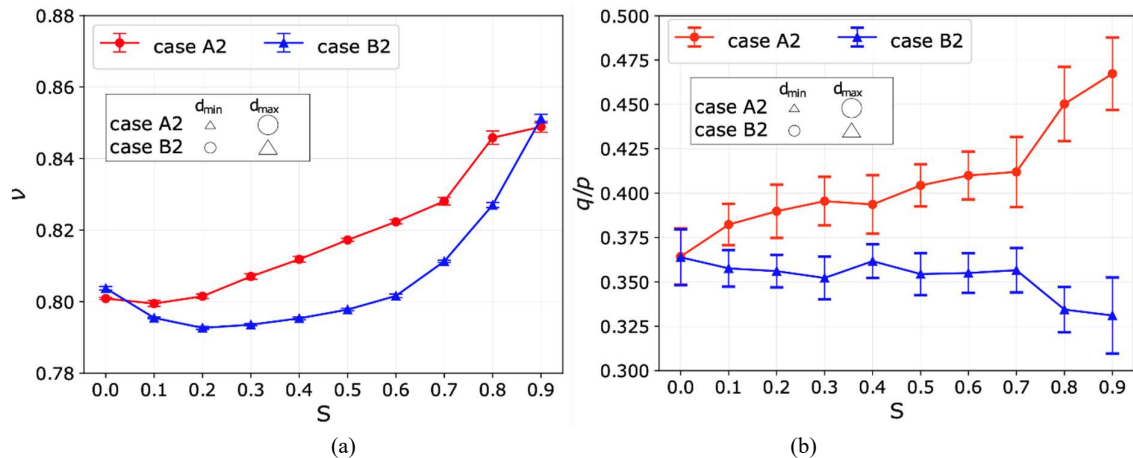 0.88
0.86
0.84
0.82
0.80
0.78
ν
case A2 case B2
dmin dmax
case A2
case B2
0.0 0.1 0.2 0.3 0.4 0.5 0.6 0.7 0.8 0.9
S
(a)
0.500
0.475
0.450
0.425
0.400
0.375
0.350
0.325
0.300
q/p
case A2 case B2
dmin dmax
case A2
case B2
0.0 0.1 0.2 0.3 0.4 0.5 0.6 0.7 0.8 0.9
S
(b)